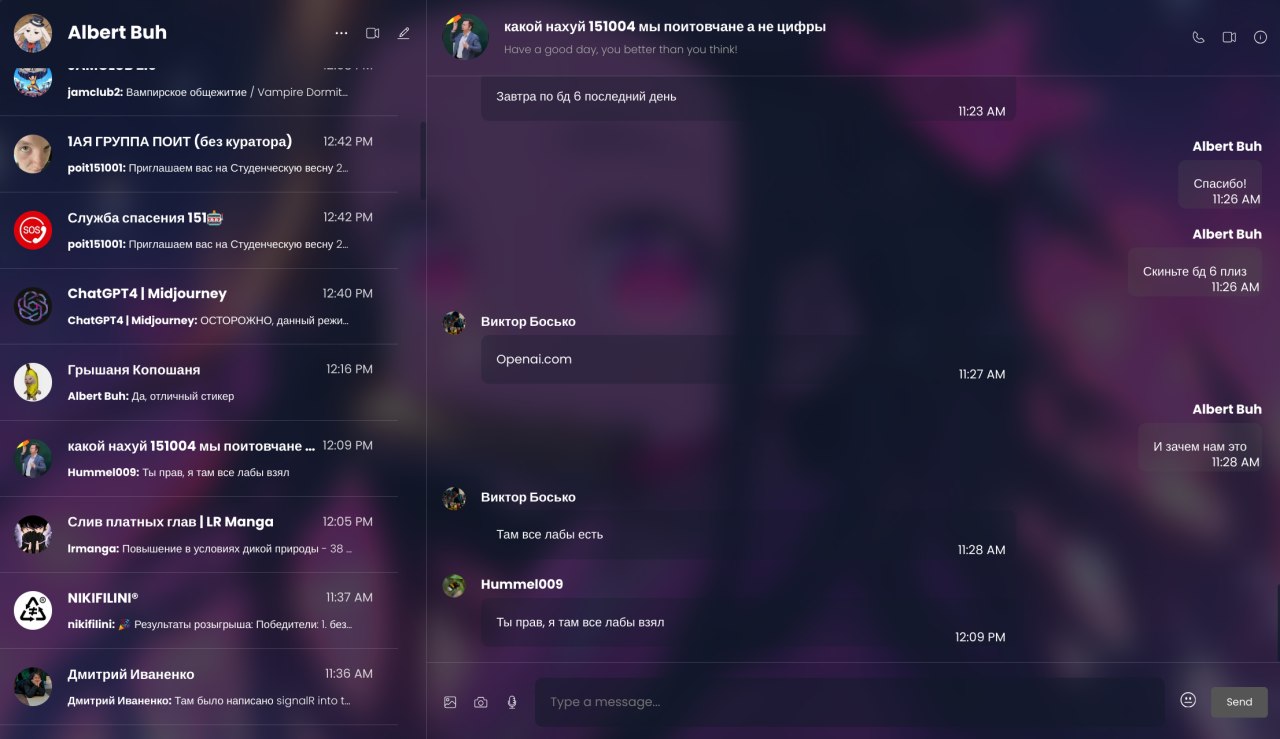 Albert Buh
jamclub2: Вампирское общежитие / Vampire Dormit...
1АЯ ГРУППА ПОИТ (без куратора)
12:42 PM
poit151001: Приглашаем вас на Студенческую весну 2...
Служба спасения 151
12:42 PM
SOS
poit151001: Приглашаем вас на Студенческую весну 2...
ChatGPT4 | Midjourney
12:40 PM
ChatGPT4 | Midjourney: ОСТОРОЖНО, данный режи...
Грышаня Копошаня
12:16 PM
Albert Buh: Да, отличный стикер
какой нахуй 151004 мы поитовчане ...
12:09 PM
Hummel009: Ты прав, я там все лабы взял
Слив платных глав | LR Manga
12:05 PM
lrmanga: Повышение в условиях дикой природы - 38 ...
NIKIFILINI®
11:37 AM
nikifilini: 🎉 Результаты розыгрыша: Победители: 1. без...
Дмитрий Иваненко
11:36 AM
Дмитрий Иваненко: Там было написано signalR into t...
какой нахуй 151004 мы поитовчане а не цифры
Have a good day, you better than you think!
Завтра по бд 6 последний день
11:23 AM
Albert Buh
Спасибо!
11:26 AM
Albert Buh
Скиньте бд 6 плиз
11:26 AM
Виктор Босько
Openai.com
11:27 AM
Albert Buh
И зачем нам это
11:28 AM
Виктор Босько
Там все лабы есть
11:28 AM
Hummel009
Ты прав, я там все лабы взял
12:09 PM
Type a message...
Send